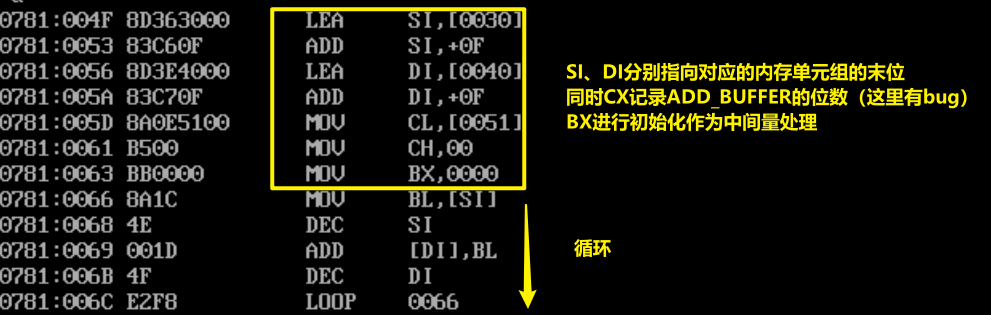 0781:004F 8D363000 LEA SI,[0030]
0781:0053 83C60F ADD SI,+0F
0781:0056 8D3E4000 LEA DI,[0040]
0781:005A 83C70F ADD DI,+0F
0781:005D 8A0E5100 MOV CL,[0051]
0781:0061 B500 MOV CH,00
0781:0063 BB0000 MOV BX,0000
0781:0066 8A1C MOV BL,[SI]
0781:0068 4E DEC SI
0781:0069 001D ADD [DI],BL
0781:006B 4F DEC DI
0781:006C E2F8 LOOP 0066
SI、DI分别指向对应的内存单元组的末位
同时CX记录ADD_BUFFER的位数（这里有bug）
BX进行初始化作为中间量处理
循环